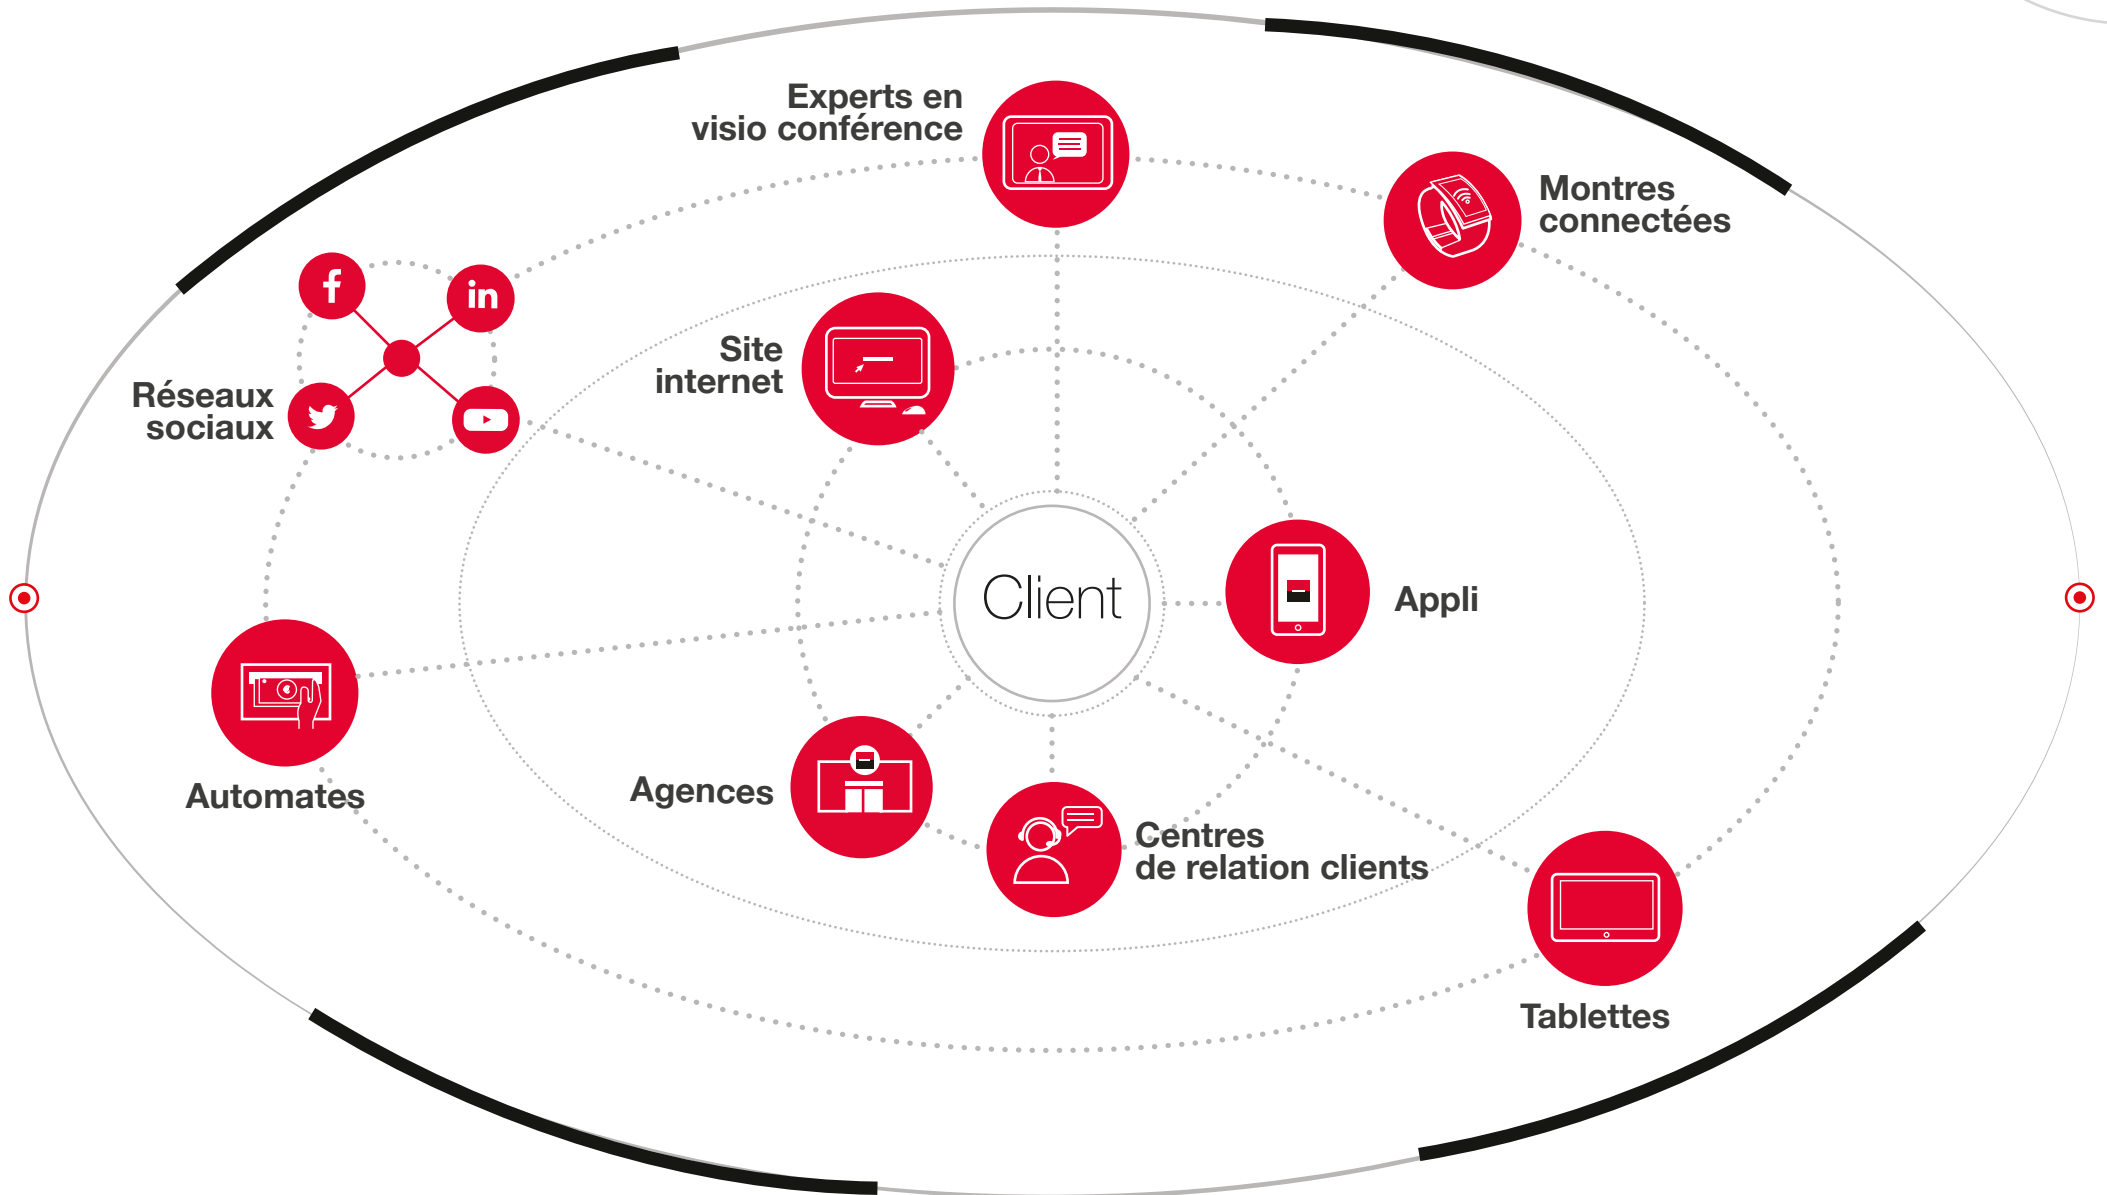 Experts en
visio conférence
Montres
connectées
f
in
Réseaux
sociaux
Site
internet
Client
Appli
Automates
Agences
Centres
de relation clients
Tablettes